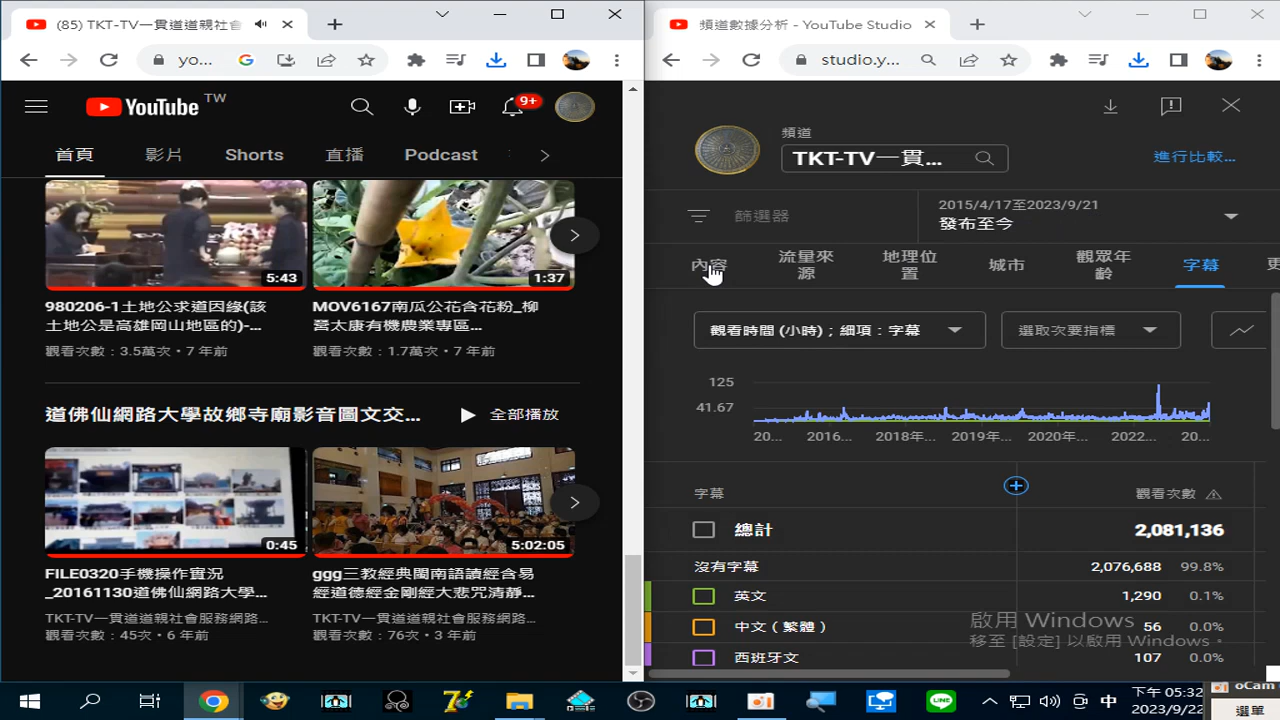 (85) TKT-TV一貫道道親社會
yo...
YouTube TW
9+
首頁
影片
Shorts
直播
Podcast
5:43
1:37
980206-1土地公求道因緣(該
土地公是高雄岡山地區的)-...
觀看次數：3.5萬次・7 年前
MOV6167南瓜公花含花粉_柳
營太康有機農業專區...
觀看次數：1.7萬次・7 年前
道佛仙網路大學故鄉寺廟影音圖文交...
全部播放
0:45
5:02:05
FILE0320手機操作實況
_20161130道佛仙網路大學...
TKT-TV一貫道道親社會服務網路...
觀看次數：45次・6 年前
ggg三教經典閩南語讀經含易
經道德經金剛經大悲咒清靜...
TKT-TV一貫道道親社會服務網路...
觀看次數：76次・3 年前
頻道數據分析 - YouTube Studio
studio.y...
頻道
TKT-TV一貫...
進行比較...
篩選器
2015/4/17至2023/9/21
發布至今
內容
流量來
源
地理位
置
城市
觀眾年
齡
字幕
更
觀看時間 (小時)；細項：字幕
選取次要指標
125
41.67
20...
2016...
2018年...
2019年...
2020年...
2022...
20...
字幕
觀看次數
總計
2,081,136
沒有字幕
2,076,688
99.8%
英文
1,290
0.1%
中文（繁體）
56
0.0%
西班牙文
107
0.0%
啟用 Windows
移至 [設定] 以啟用 Windows。
中
下午 05:32
2023/9/22
oCam
選單
LINE